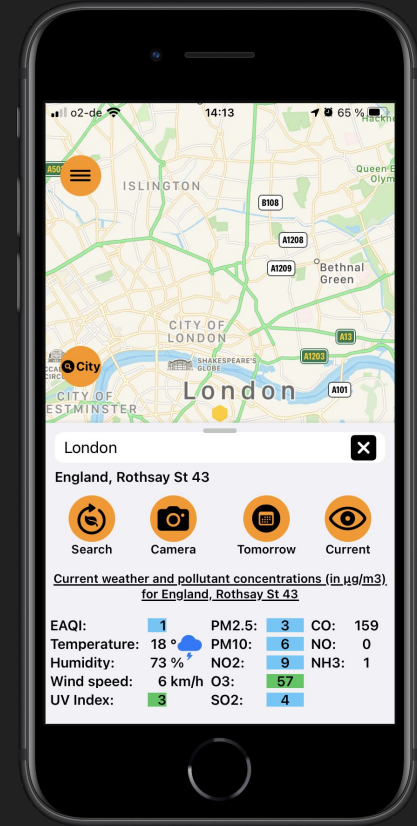 o2-de 14:13 65 %
Hackne
A501
ISLINGTON
Queen E
Olym
B108
A1208
A1209
Bethnal
Green
CITY OF
LONDON
A13
SHAKESPEARE'S
GLOBE
A1203
City
CCA
CIRC
London
A101
CITY OF
ESTMINSTER
London
England, Rothsay St 43
Search Camera Tomorrow Current
Current weather and pollutant concentrations (in µg/m3)
for England, Rothsay St 43
EAQI: 1 PM2.5: 3 CO: 159
Temperature: 18 ° PM10: 6 NO: 0
Humidity: 73 % NO2: 9 NH3: 1
Wind speed: 6 km/h O3: 57
UV Index: 3 SO2: 4